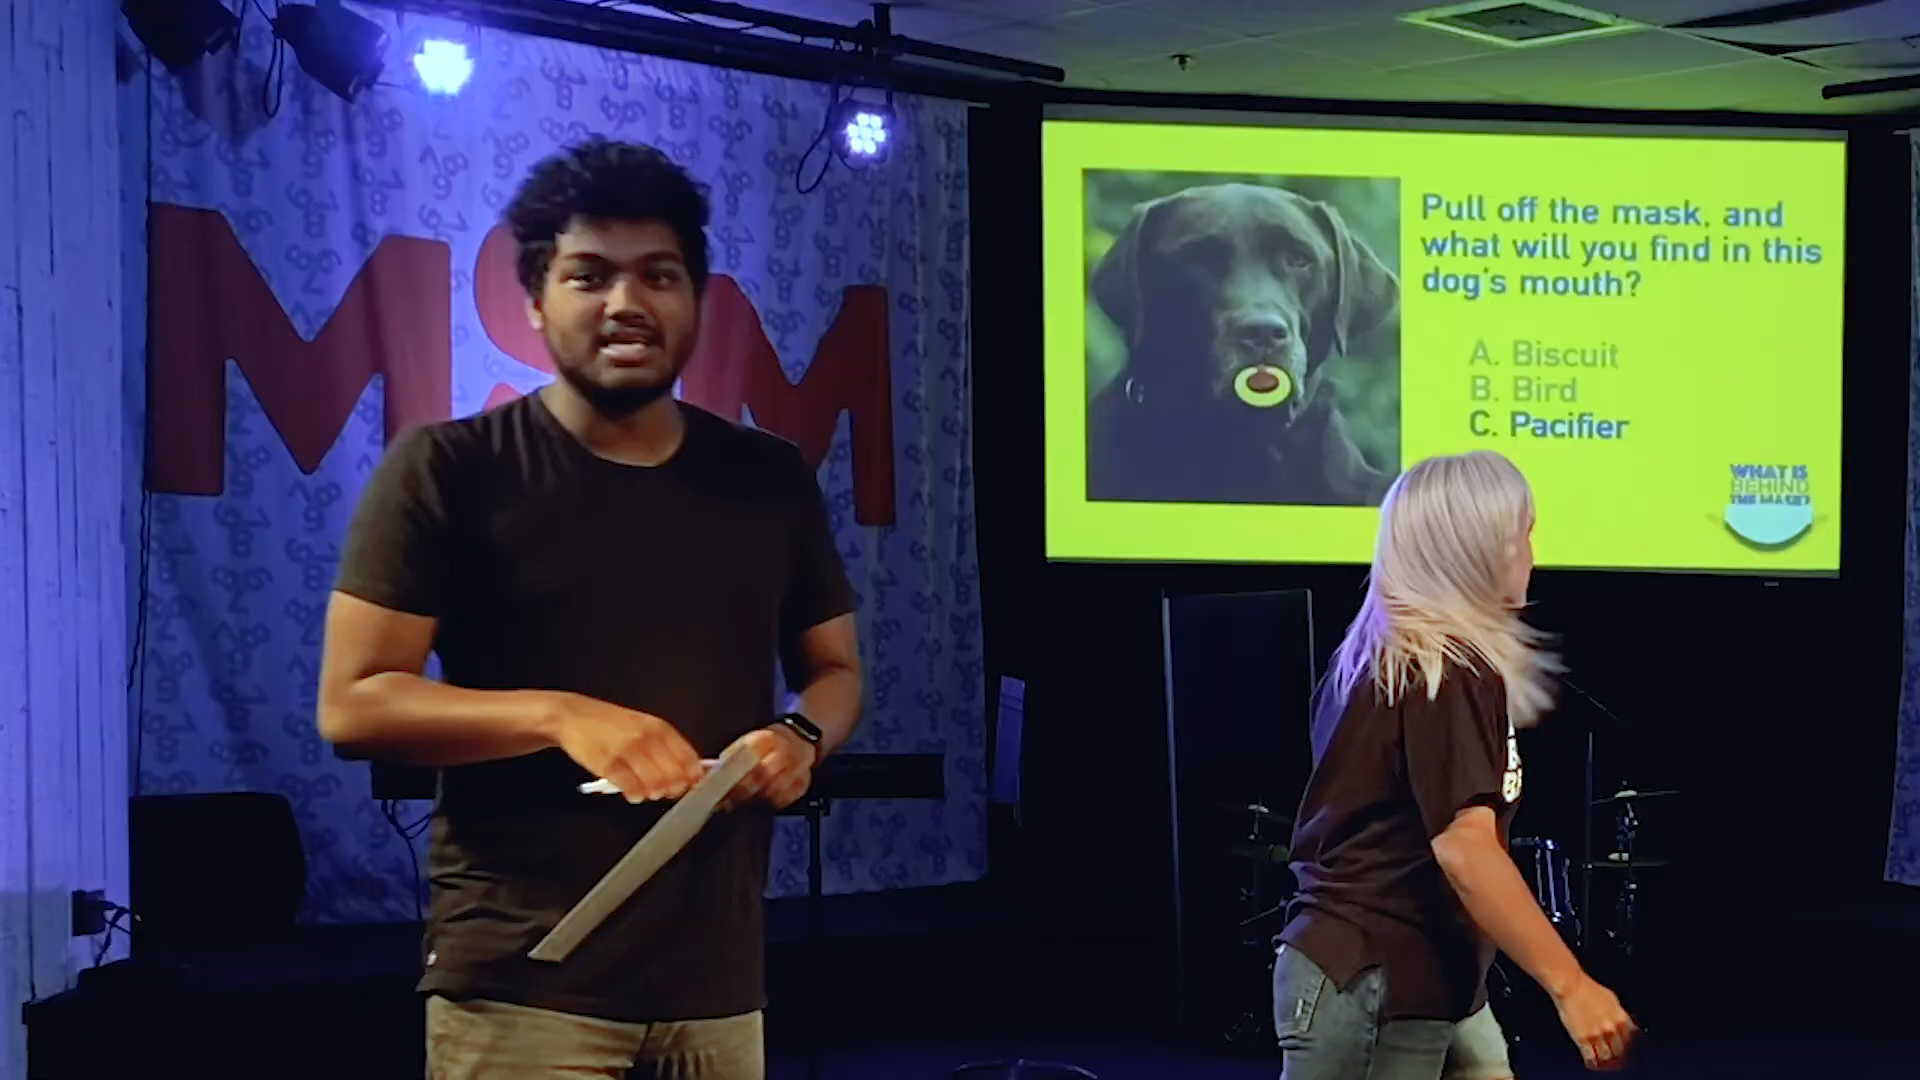 MSM
Pull off the mask, and
what will you find in this
dog's mouth?
A. Biscuit
B. Bird
C. Pacifier
WHAT IS
BEHIND
THE MASK?